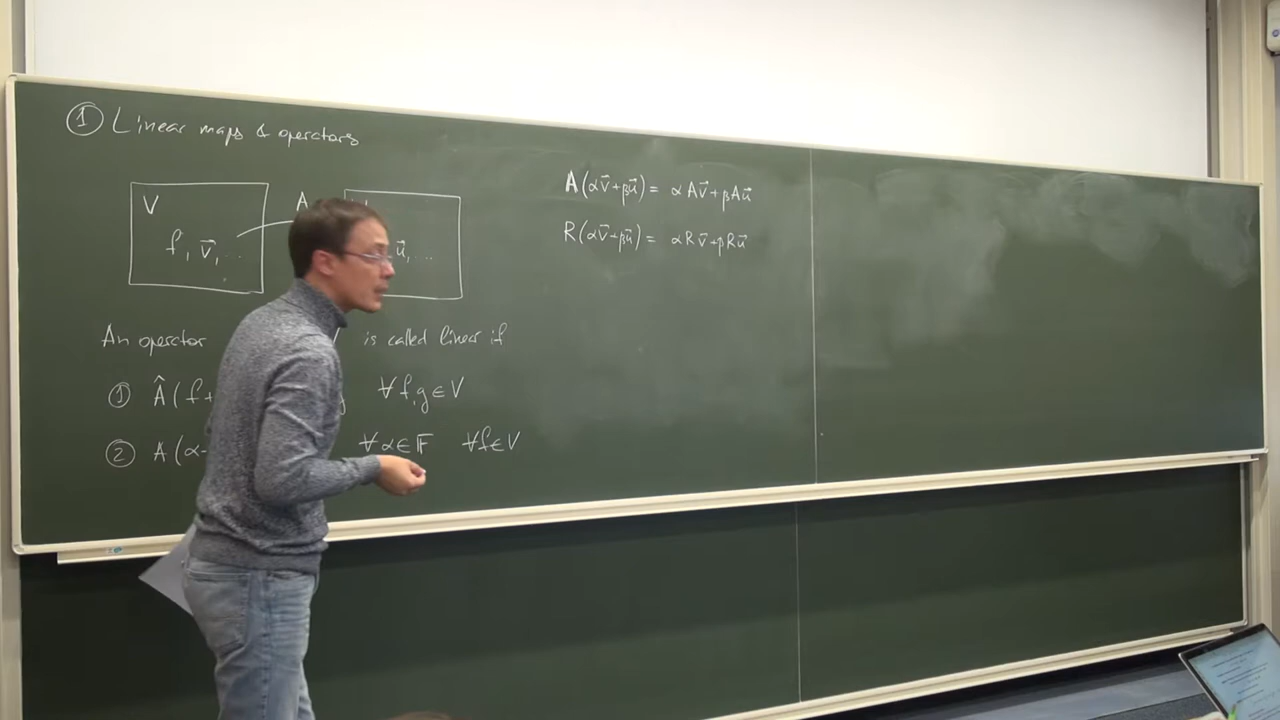 ① Linear maps & operators
V A
f, v⃗, ... u⃗, ...
An operator is called linear if
① Â(f+ g ∀f,g∈V
② A(α· ∀α∈𝔽 ∀f∈V
A(αv⃗+βu⃗) = αAv⃗+βAu⃗
R(αv⃗+βu⃗) = αRv⃗+βRu⃗